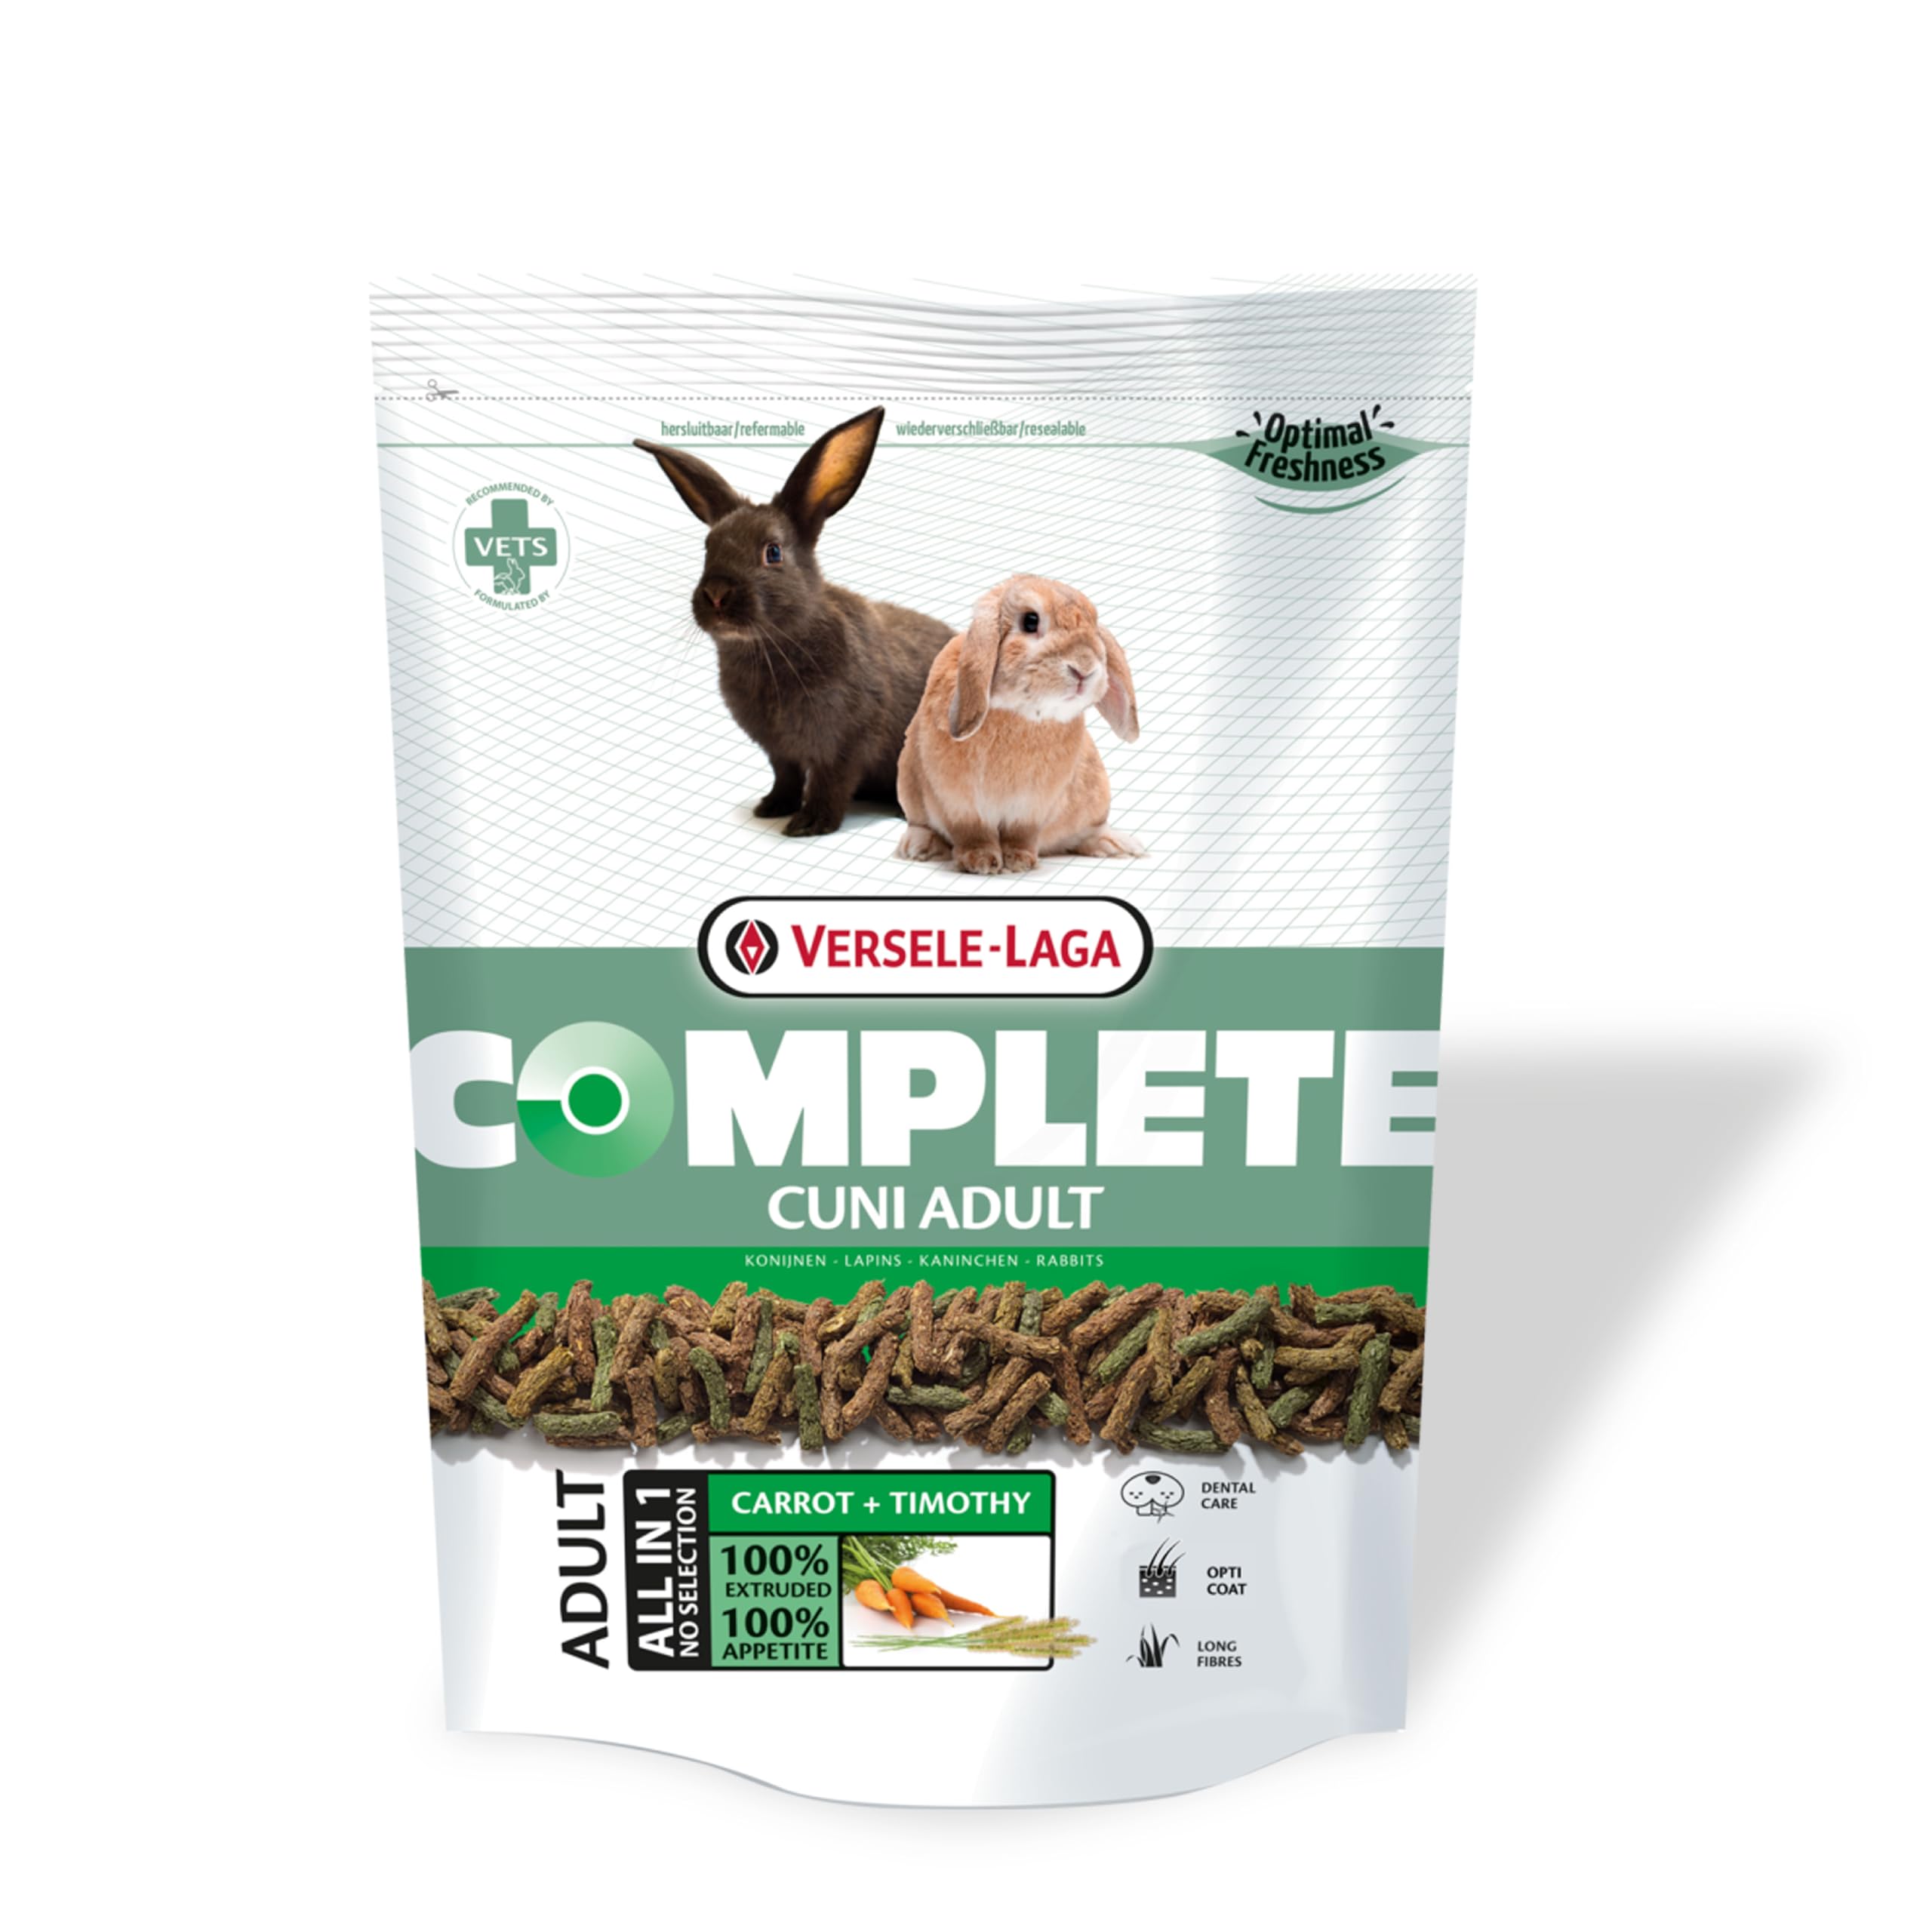 hersluitbaar/refermable
wiederverschließbar/resealable
Optimal
Freshness
RECOMMENDED BY
VETS
FORMULATED BY
VERSELE-LAGA
COMPLETE
CUNI ADULT
KONIJNEN - LAPINS - KANINCHEN - RABBITS
ADULT
ALL IN 1
NO SELECTION
CARROT + TIMOTHY
100%
EXTRUDED
100%
APPETITE
DENTAL
CARE
OPTI
COAT
LONG
FIBRES